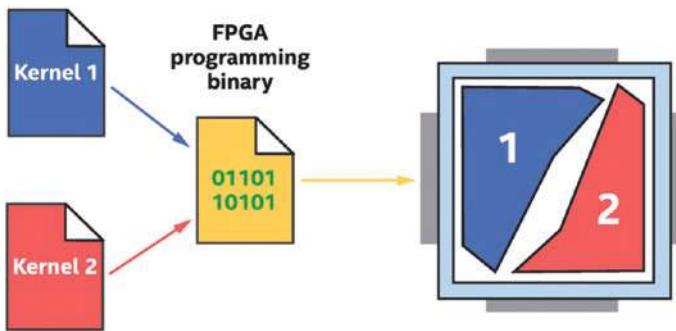 Kernel 1
FPGA
programming
binary
01101
10101
Kernel 2
1
2